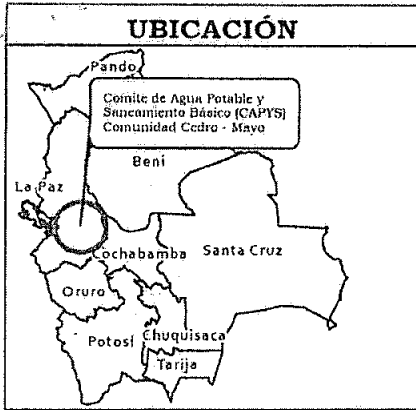 UBICACIÓN
Pando
Comite de Agua Potable y
Saneamiento Básico (CAPYS)
Comunidad Cedro - Mayo
Beni
La Paz
Cochabamba
Santa Cruz
Oruro
Potosí
Chuquisaca
Tarija